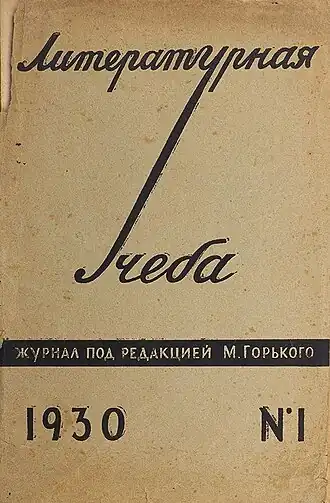 Литературная
учеба
ЖУРНАЛ ПОД РЕДАКЦИЕЙ М. ГОРЬКОГО
1930 №1